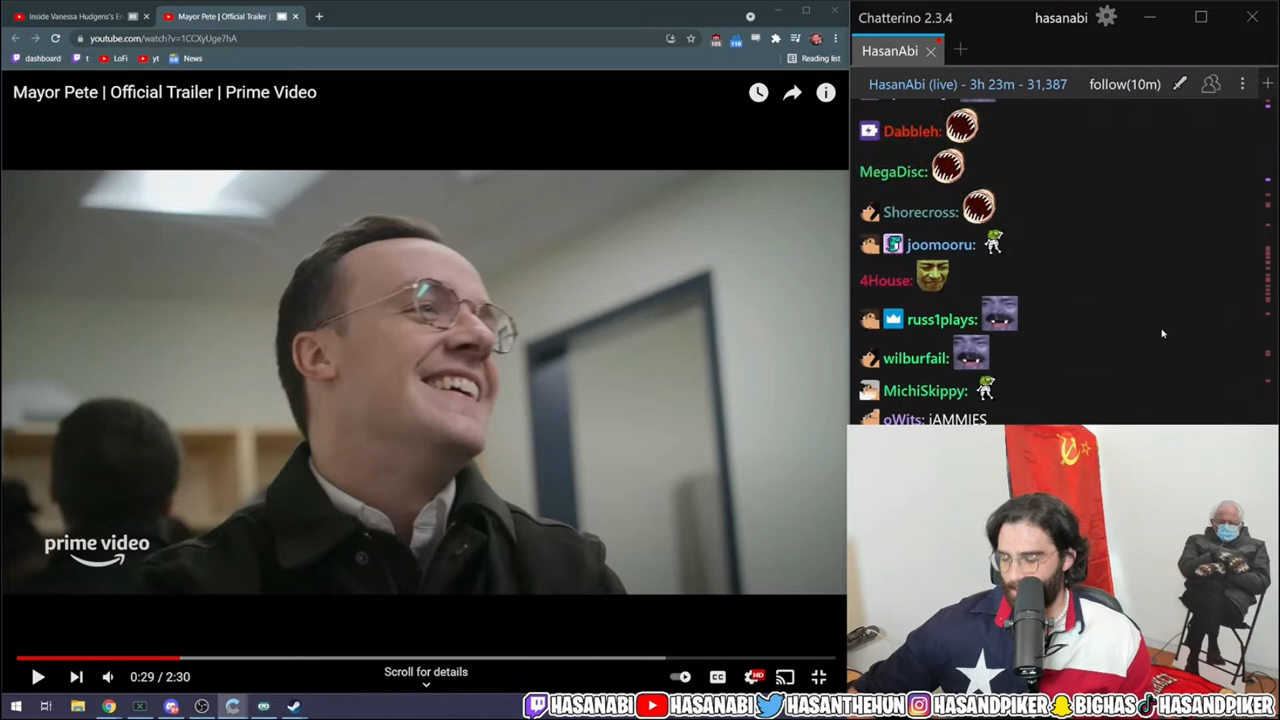 Inside Vanessa Hudgens's E
Mayor Pete | Official Trailer |
youtube.com/watch?v=1CCXyUge7hA
dashboard
t
LoFi
yt
News
Reading list
Mayor Pete | Official Trailer | Prime Video
prime video
0:29 / 2:30
Scroll for details
CC
HD
Chatterino 2.3.4
hasanabi
HasanAbi
HasanAbi (live) - 3h 23m - 31,387
follow(10m)
Dabbleh:
MegaDisc:
Shorecross:
joomooru:
4House:
russ1plays:
wilburfail:
MichiSkippy:
oWits: jAMMIES
HASANABI
HASANABI
HASANTHEHUN
HASANDPIKER
BIGHAS
HASANDPIKER